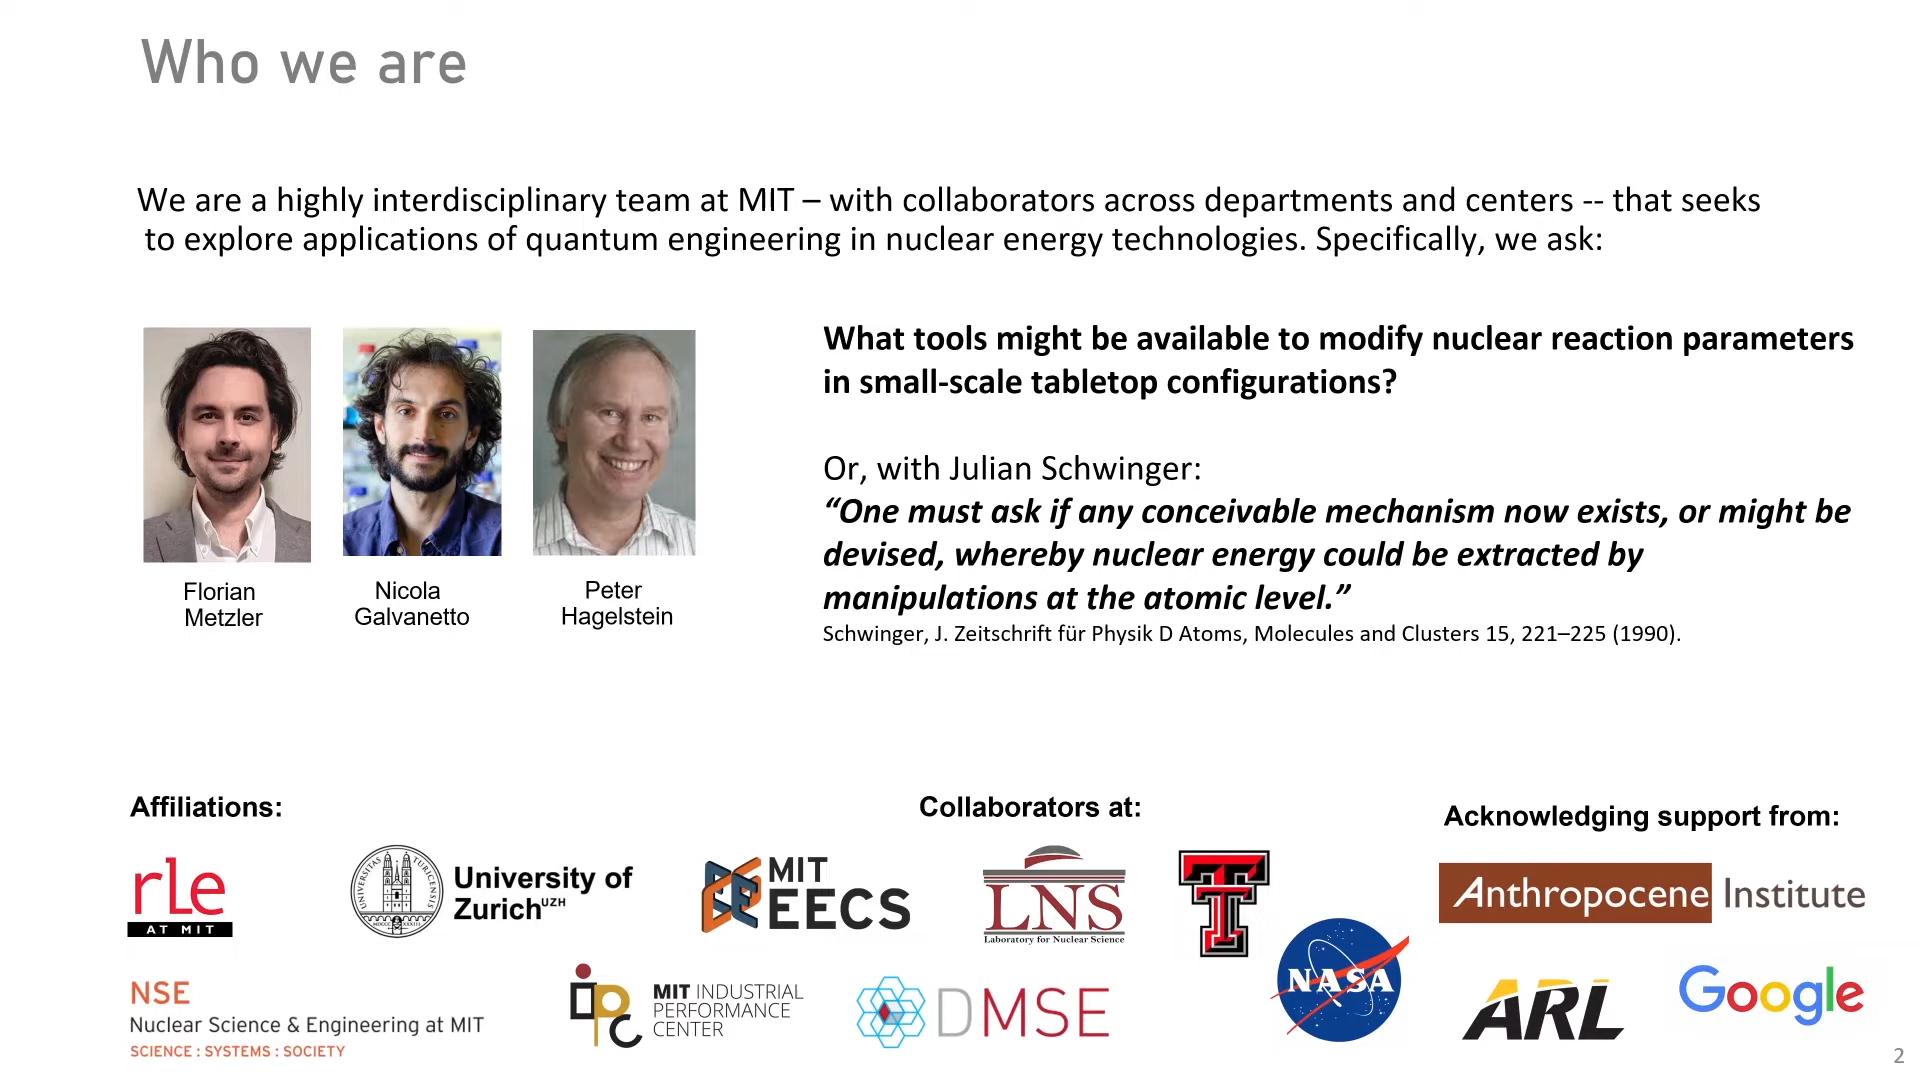 Who we are
We are a highly interdisciplinary team at MIT – with collaborators across departments and centers -- that seeks
to explore applications of quantum engineering in nuclear energy technologies. Specifically, we ask:
What tools might be available to modify nuclear reaction parameters
in small-scale tabletop configurations?
Or, with Julian Schwinger:
“One must ask if any conceivable mechanism now exists, or might be
devised, whereby nuclear energy could be extracted by
manipulations at the atomic level.”
Schwinger, J. Zeitschrift für Physik D Atoms, Molecules and Clusters 15, 221–225 (1990).
Florian
Metzler
Nicola
Galvanetto
Peter
Hagelstein
Affiliations:
rle
AT MIT
UNIVERSITAS TURICENSIS
University of
Zurich UZH
MIT
EECS
NSE
Nuclear Science & Engineering at MIT
SCIENCE : SYSTEMS : SOCIETY
ipc
MIT INDUSTRIAL
PERFORMANCE
CENTER
Collaborators at:
LNS
Laboratory for Nuclear Science
T
DMSE
NASA
Acknowledging support from:
Anthropocene Institute
ARL
Google
2